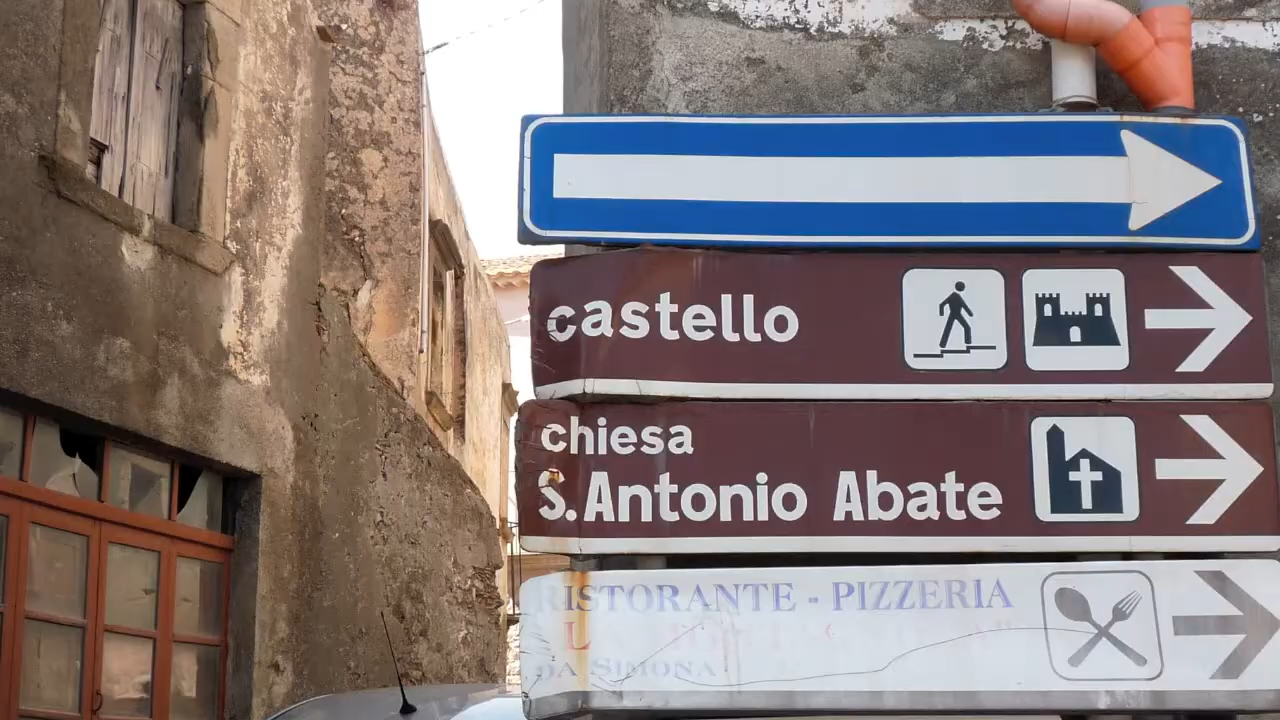 castello
chiesa
S. Antonio Abate
RISTORANTE - PIZZERIA
DA SIMONA